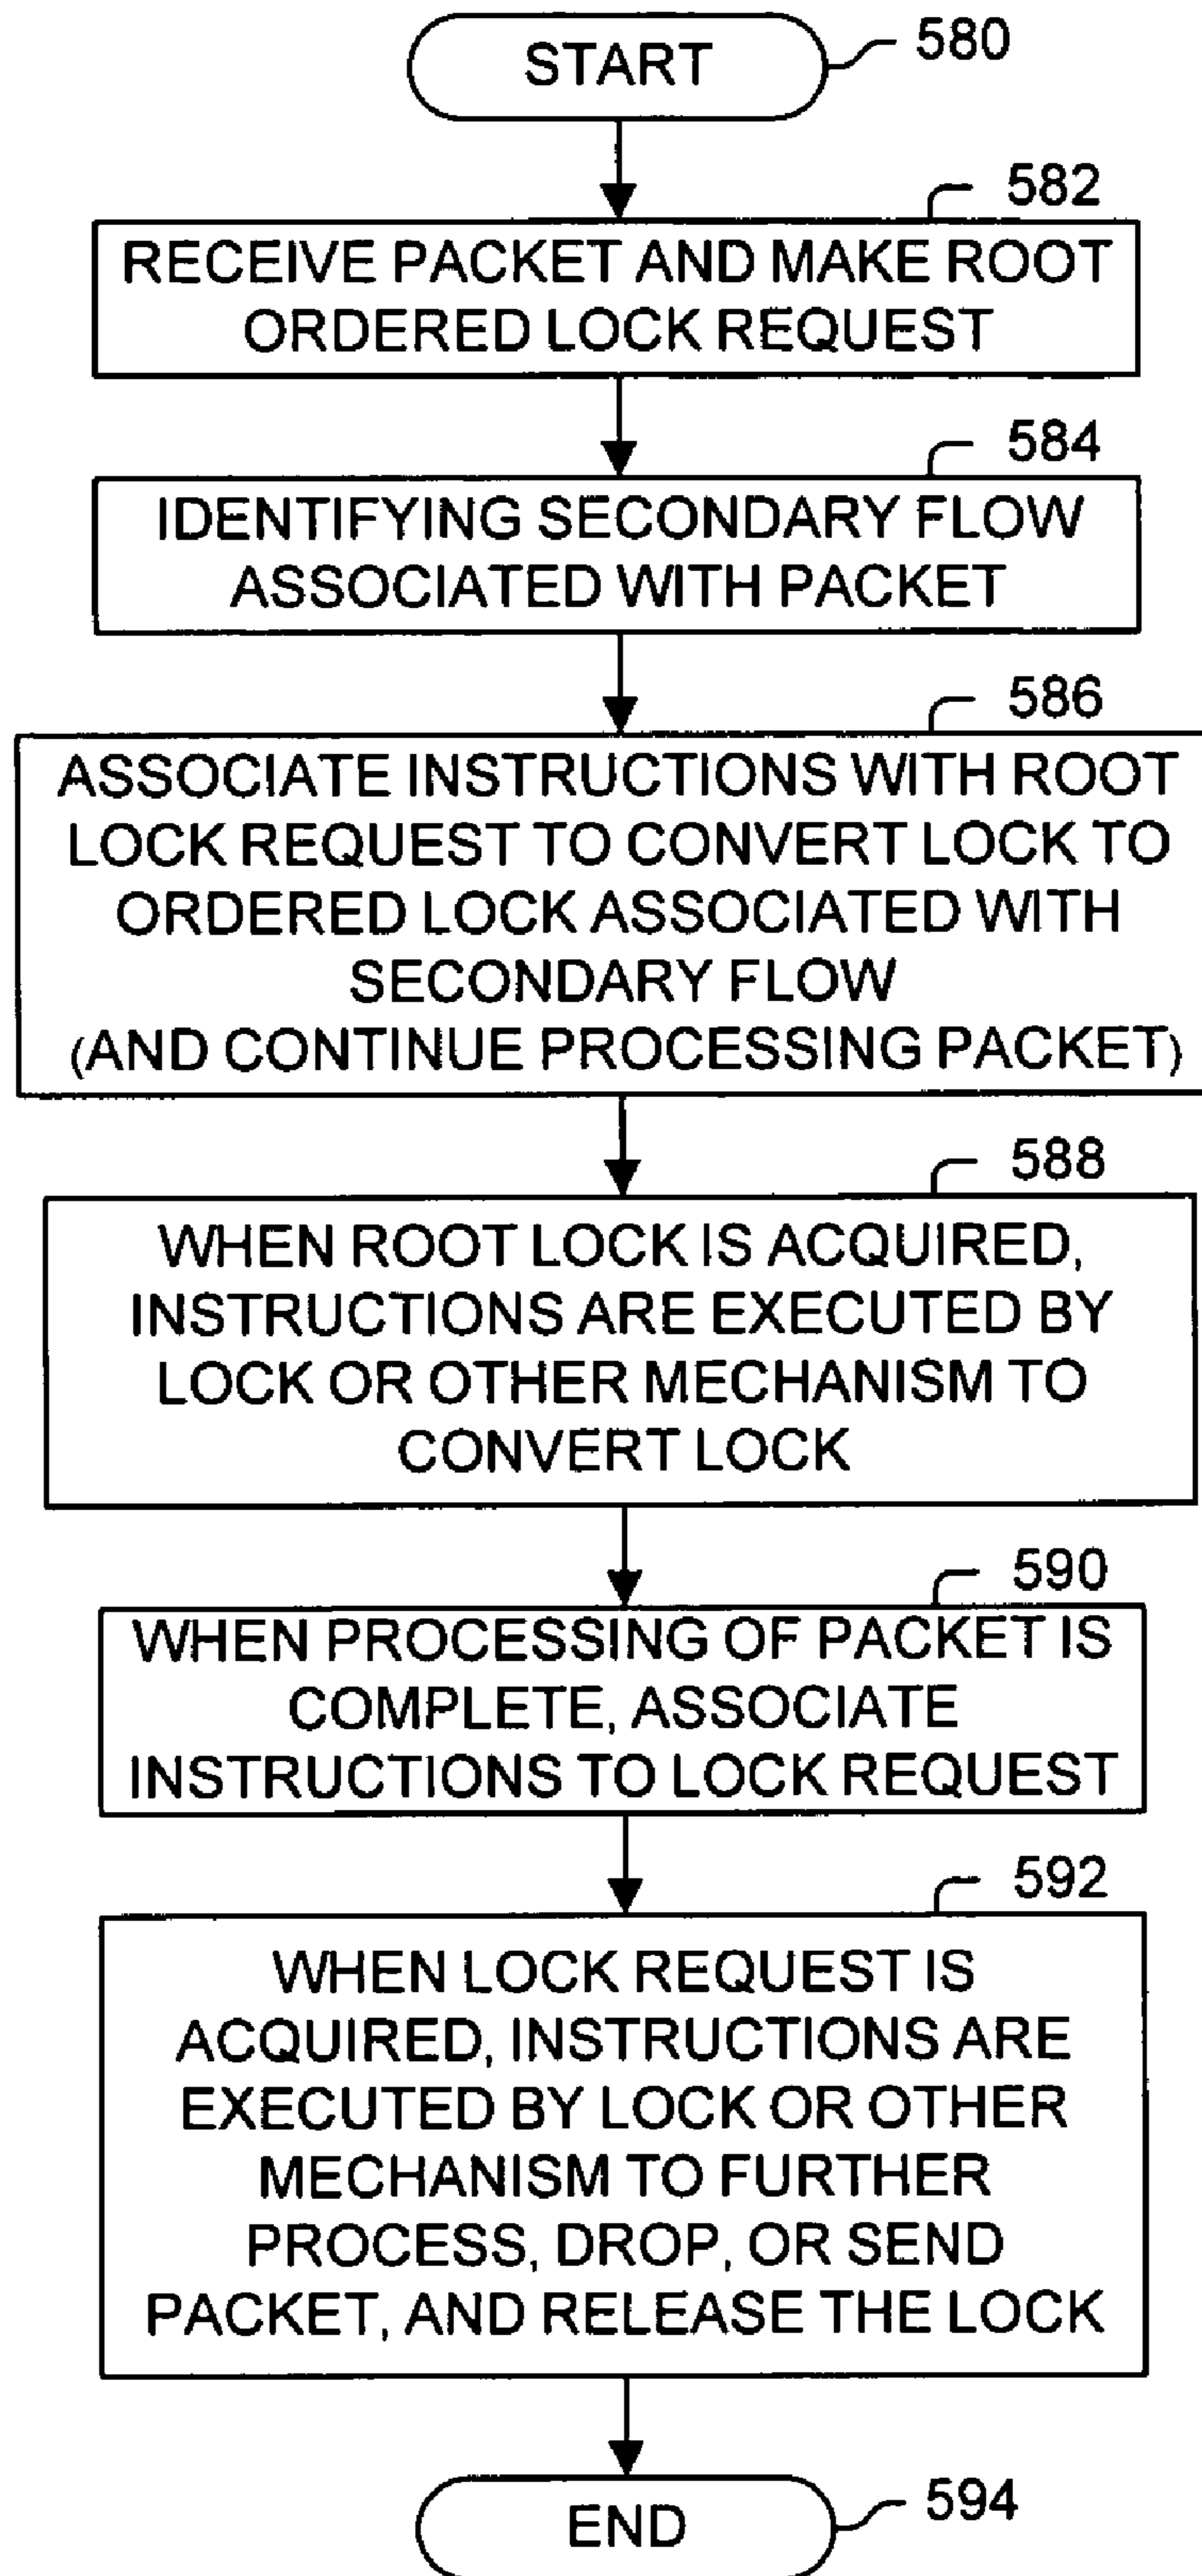 START
580
582
RECEIVE PACKET AND MAKE ROOT
ORDERED LOCK REQUEST
584
IDENTIFYING SECONDARY FLOW
ASSOCIATED WITH PACKET
586
ASSOCIATE INSTRUCTIONS WITH ROOT
LOCK REQUEST TO CONVERT LOCK TO
ORDERED LOCK ASSOCIATED WITH
SECONDARY FLOW
(AND CONTINUE PROCESSING PACKET)
588
WHEN ROOT LOCK IS ACQUIRED,
INSTRUCTIONS ARE EXECUTED BY
LOCK OR OTHER MECHANISM TO
CONVERT LOCK
590
WHEN PROCESSING OF PACKET IS
COMPLETE, ASSOCIATE
INSTRUCTIONS TO LOCK REQUEST
592
WHEN LOCK REQUEST IS
ACQUIRED, INSTRUCTIONS ARE
EXECUTED BY LOCK OR OTHER
MECHANISM TO FURTHER
PROCESS, DROP, OR SEND
PACKET, AND RELEASE THE LOCK
END
594